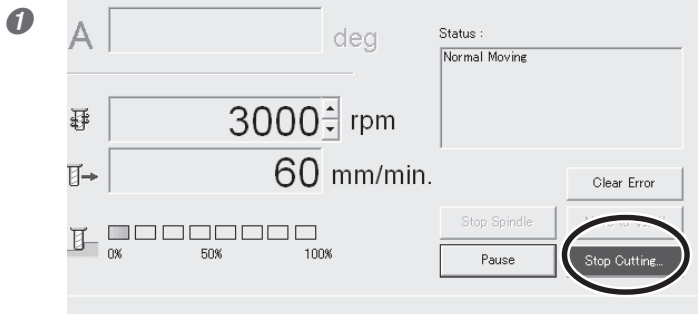 1
A deg
Status :
Normal Moving
3000 rpm
60 mm/min.
Clear Error
Stop Spindle
0% 50% 100%
Pause
Stop Cutting...